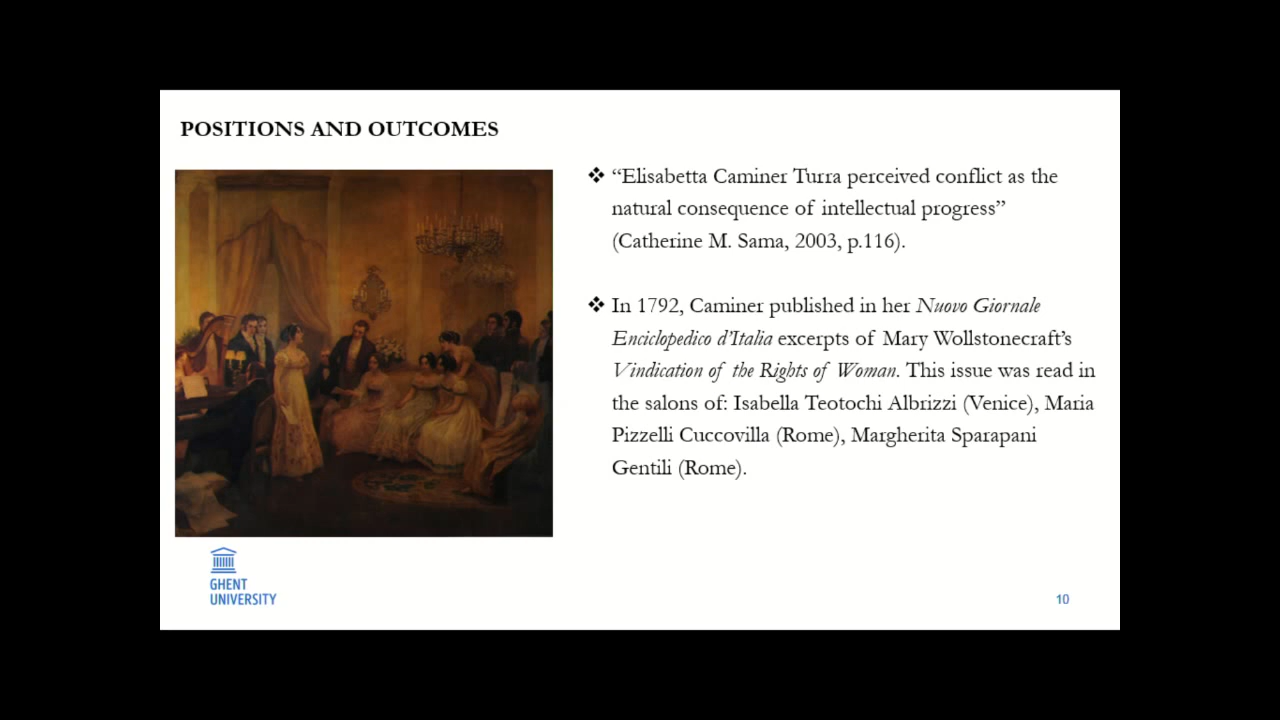 POSITIONS AND OUTCOMES
❖ “Elisabetta Caminer Turra perceived conflict as the
natural consequence of intellectual progress”
(Catherine M. Sama, 2003, p.116).
❖ In 1792, Caminer published in her Nuovo Giornale
Enciclopedico d’Italia excerpts of Mary Wollstonecraft’s
Vindication of the Rights of Woman. This issue was read in
the salons of: Isabella Teotochi Albrizzi (Venice), Maria
Pizzelli Cuccovilla (Rome), Margherita Sparapani
Gentili (Rome).
GHENT
UNIVERSITY
10